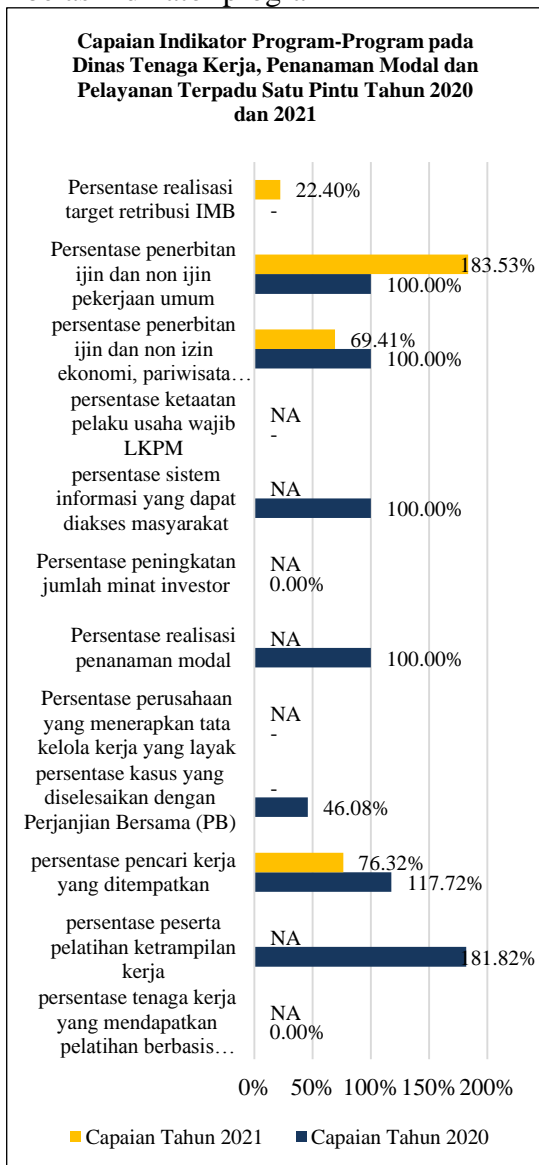 Capaian Indikator Program-Program pada
Dinas Tenaga Kerja, Penanaman Modal dan
Pelayanan Terpadu Satu Pintu Tahun 2020
dan 2021
Persentase realisasi
target retribusi IMB
22.40%
-
Persentase penerbitan
ijin dan non ijin
pekerjaan umum
183.53%
100.00%
persentase penerbitan
ijin dan non izin
ekonomi, pariwisata…
69.41%
100.00%
persentase ketaatan
pelaku usaha wajib
LKPM
NA
-
persentase sistem
informasi yang dapat
diakses masyarakat
NA
100.00%
Persentase peningkatan
jumlah minat investor
NA
0.00%
Persentase realisasi
penanaman modal
NA
100.00%
Persentase perusahaan
yang menerapkan tata
kelola kerja yang layak
NA
-
persentase kasus yang
diselesaikan dengan
Perjanjian Bersama (PB)
-
46.08%
persentase pencari kerja
yang ditempatkan
76.32%
117.72%
persentase peserta
pelatihan ketrampilan
kerja
NA
181.82%
persentase tenaga kerja
yang mendapatkan
pelatihan berbasis…
NA
0.00%
0% 50% 100% 150% 200%
Capaian Tahun 2021 Capaian Tahun 2020